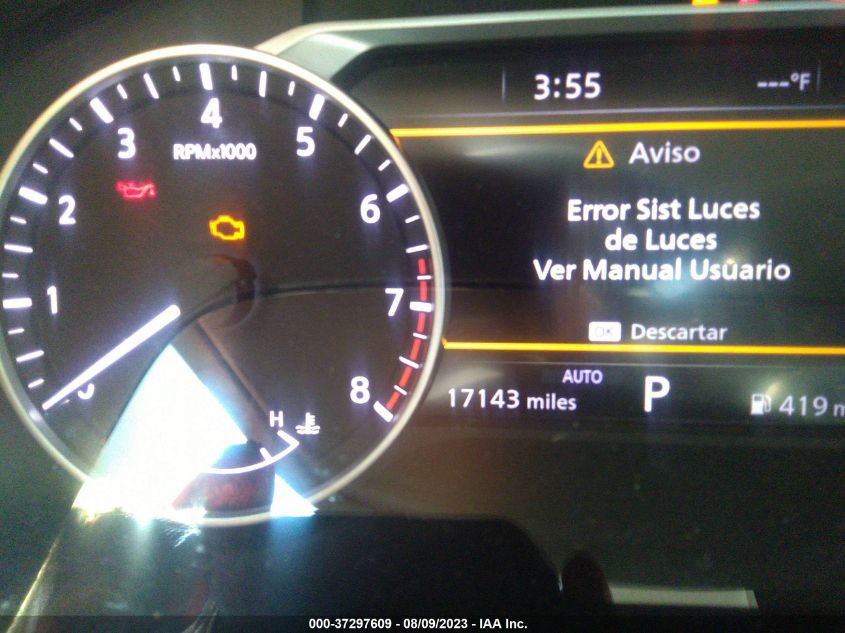 3:55
---°F
Aviso
Error Sist Luces
de Luces
Ver Manual Usuario
OK Descartar
AUTO
17143 miles
P
419
4
3
5
RPMx1000
2
6
1
7
0
8
H
000-37297609 - 08/09/2023 - IAA Inc.